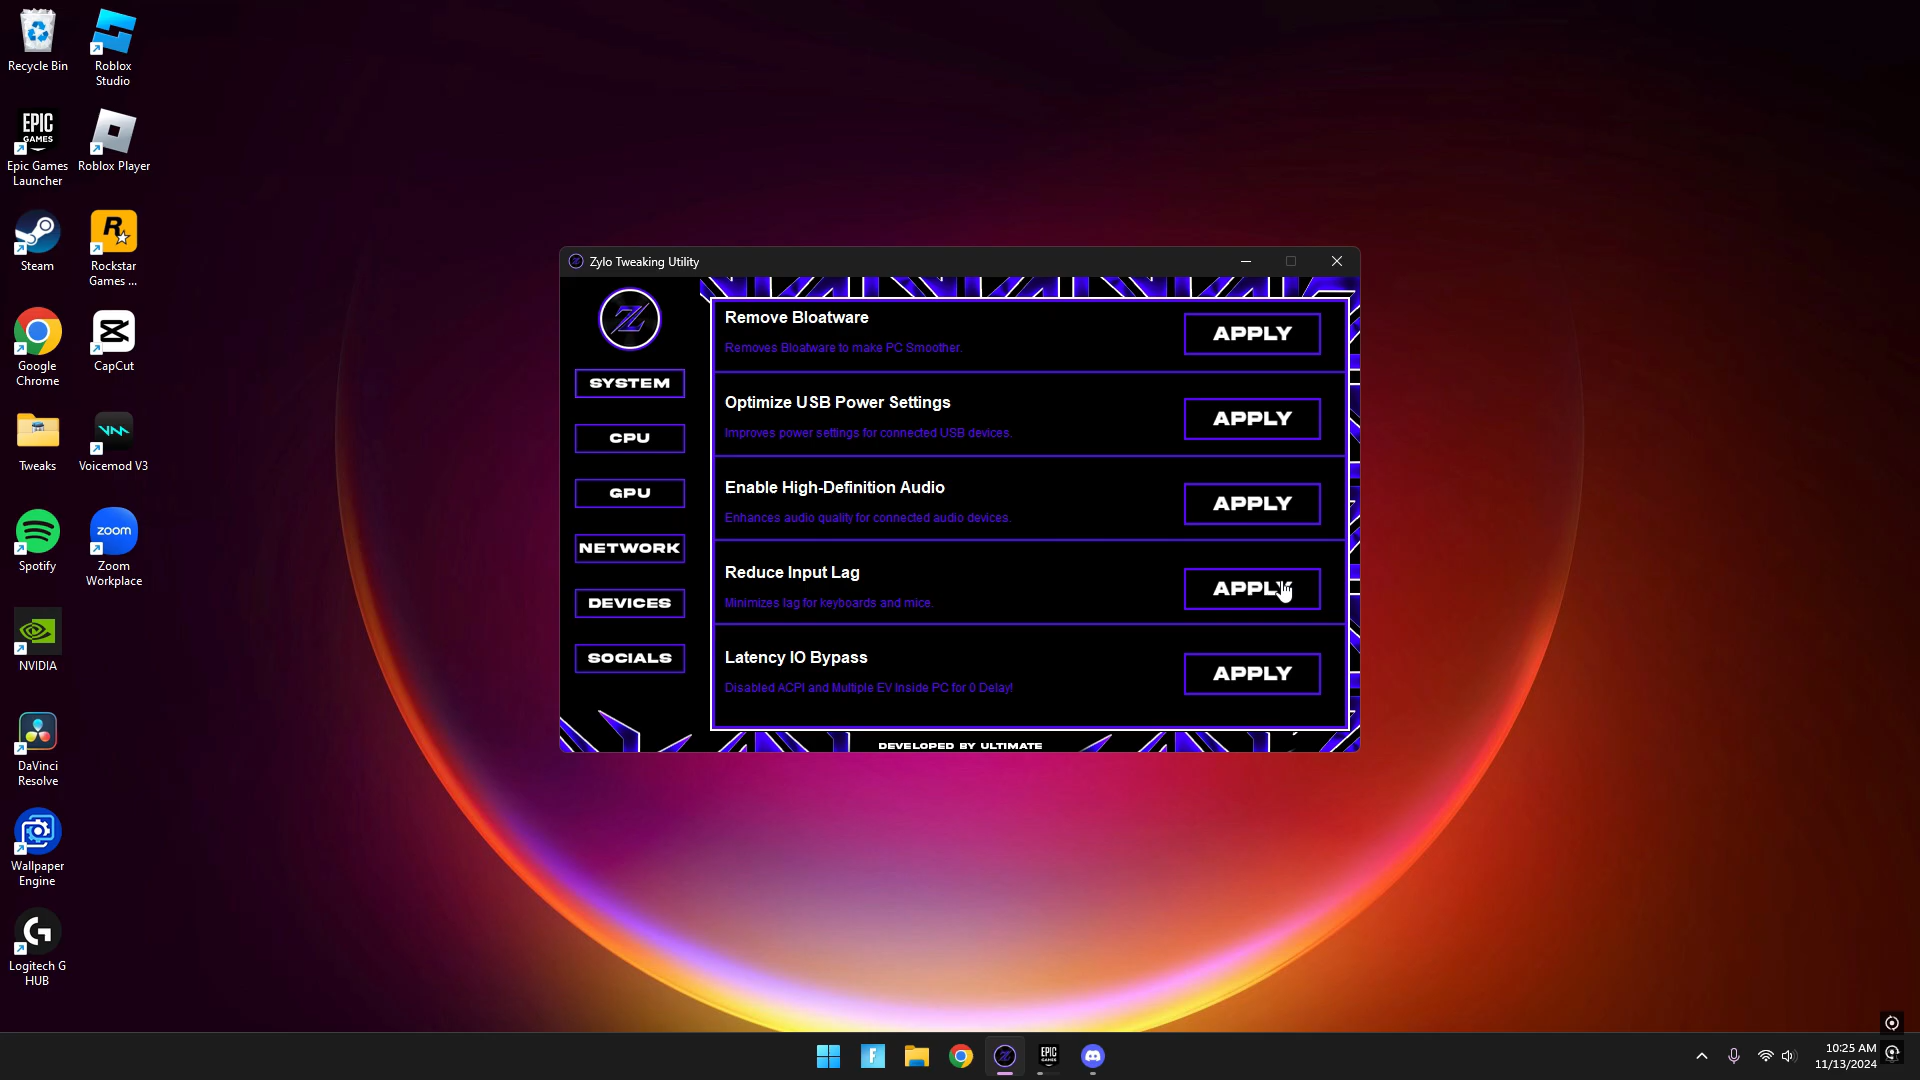 Recycle Bin
Roblox
Studio
EPIC
GAMES
Epic Games
Launcher
Roblox Player
Steam
R
Rockstar
Games ...
Google
Chrome
CapCut
Tweaks
Voicemod V3
Spotify
zoom
Zoom
Workplace
NVIDIA
DaVinci
Resolve
Wallpaper
Engine
Logitech G
HUB
Zylo Tweaking Utility
SYSTEM
CPU
GPU
NETWORK
DEVICES
SOCIALS
Remove Bloatware
Removes Bloatware to make PC Smoother.
APPLY
Optimize USB Power Settings
Improves power settings for connected USB devices.
APPLY
Enable High-Definition Audio
Enhances audio quality for connected audio devices.
APPLY
Reduce Input Lag
Minimizes lag for keyboards and mice.
APPLY
Latency IO Bypass
Disabled ACPI and Multiple EV Inside PC for 0 Delay!
APPLY
DEVELOPED BY ULTIMATE
10:25 AM
11/13/2024